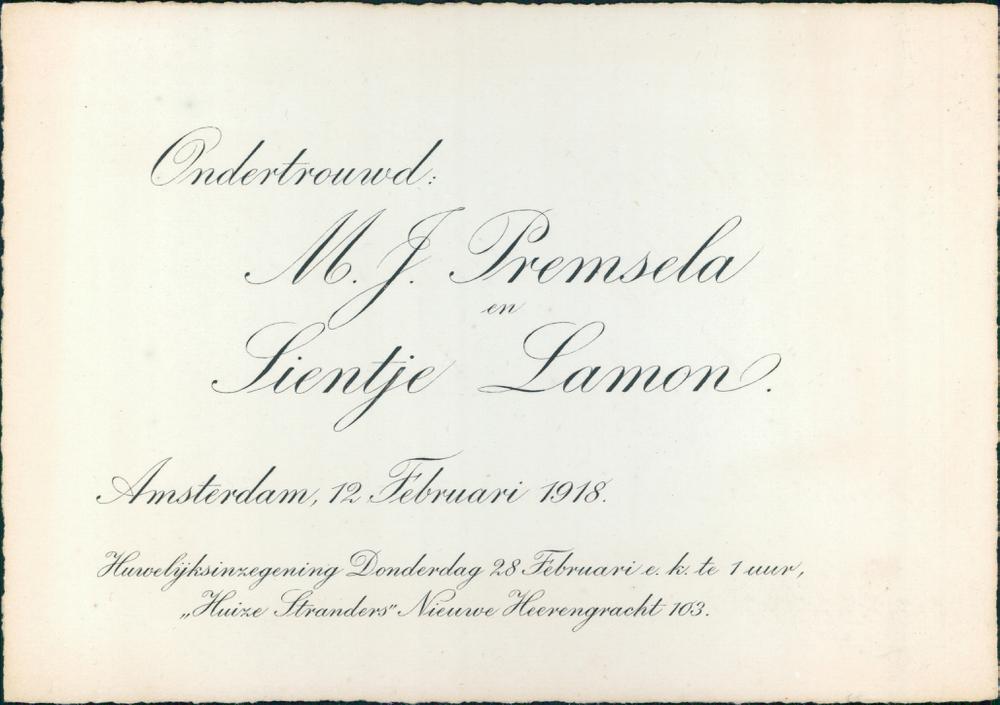 Ondertrouwd:
M. J. Premsela
en
Sientje Lamon.
Amsterdam, 12 Februari 1918.
Huwelijksinzegening Donderdag 28 Februari e. k. te 1 uur,
„Huize Stranders” Nieuwe Heerengracht 103.